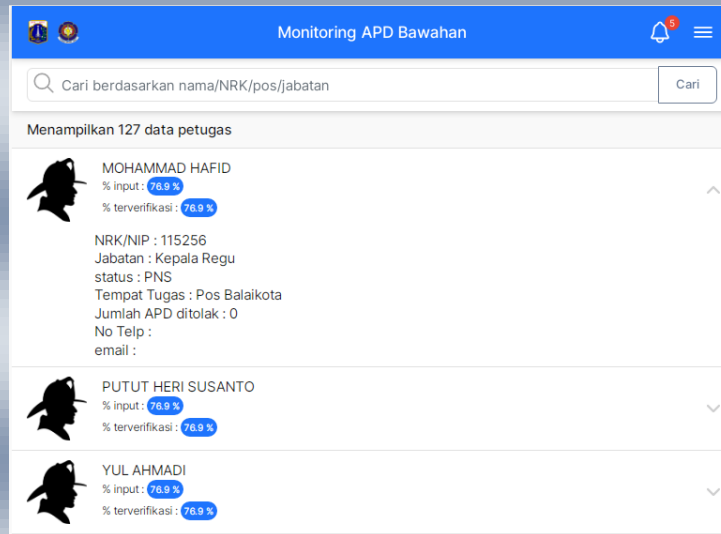 Monitoring APD Bawahan
5
Cari berdasarkan nama/NRK/pos/jabatan
Cari
Menampilkan 127 data petugas
MOHAMMAD HAFID
% input : 76.9 %
% terverifikasi : 76.9 %
NRK/NIP : 115256
Jabatan : Kepala Regu
status : PNS
Tempat Tugas : Pos Balaikota
Jumlah APD ditolak : 0
No Telp :
email :
PUTUT HERI SUSANTO
% input : 76.9 %
% terverifikasi : 76.9 %
YUL AHMADI
% input : 76.9 %
% terverifikasi : 76.9 %